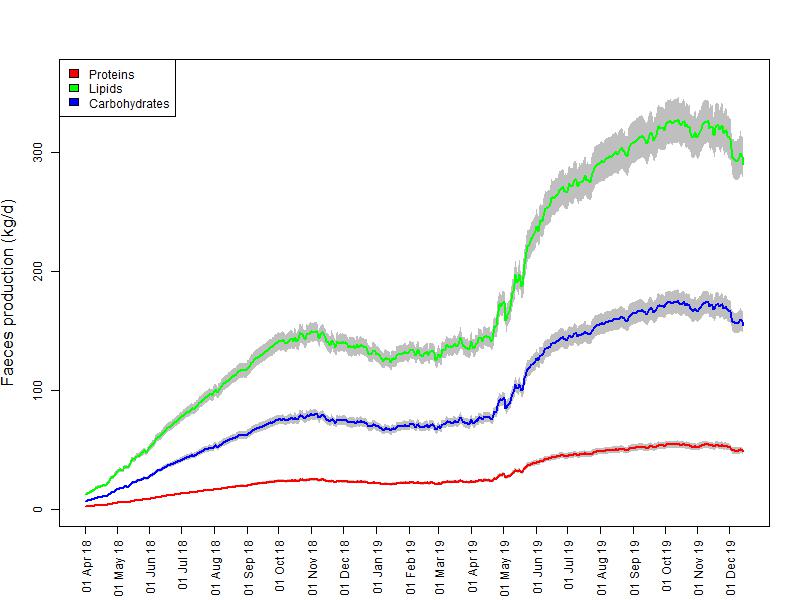 Proteins
Lipids
Carbohydrates
Faeces production (kg/d)
300
200
100
0
01 Apr 18
01 May 18
01 Jun 18
01 Jul 18
01 Aug 18
01 Sep 18
01 Oct 18
01 Nov 18
01 Dec 18
01 Jan 19
01 Feb 19
01 Mar 19
01 Apr 19
01 May 19
01 Jun 19
01 Jul 19
01 Aug 19
01 Sep 19
01 Oct 19
01 Nov 19
01 Dec 19